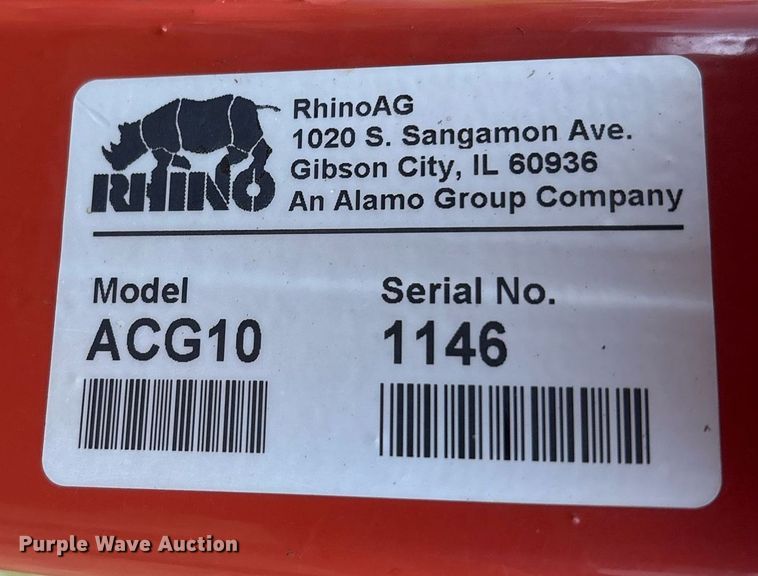 RHINO
RhinoAG
1020 S. Sangamon Ave.
Gibson City, IL 60936
An Alamo Group Company
Model
ACG10
Serial No.
1146
Purple Wave Auction